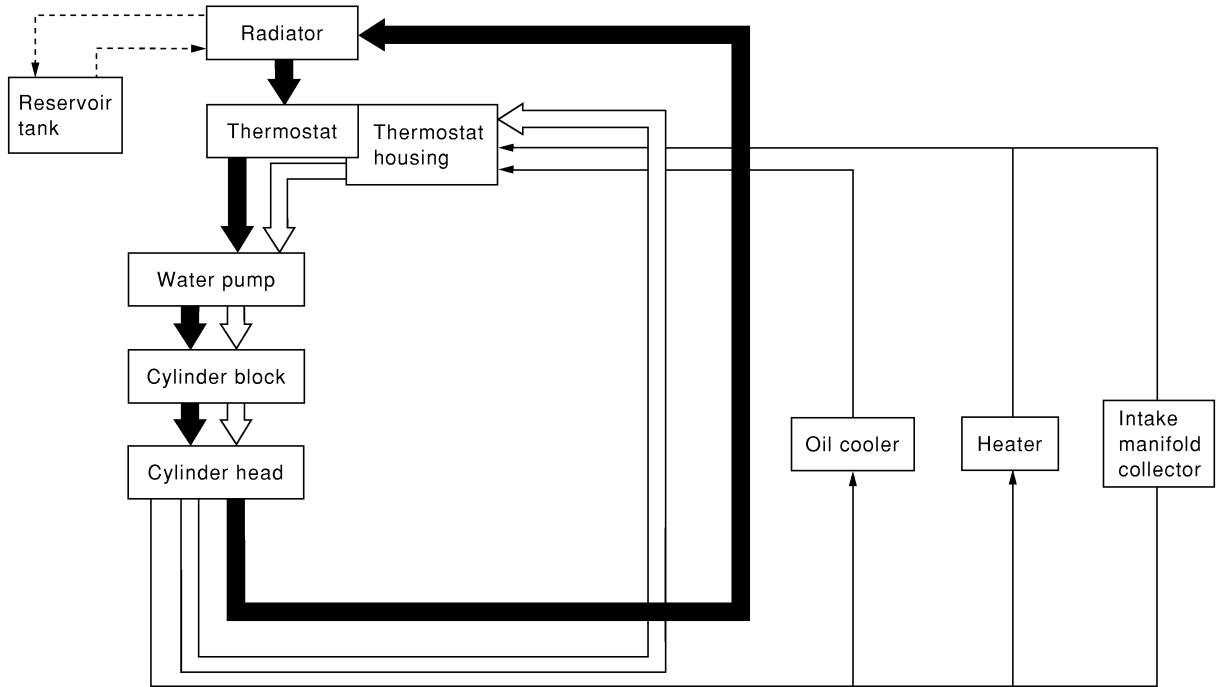 Radiator
Reservoir
tank
Thermostat
Thermostat
housing
Water pump
Cylinder block
Cylinder head
Oil cooler
Heater
Intake
manifold
collector